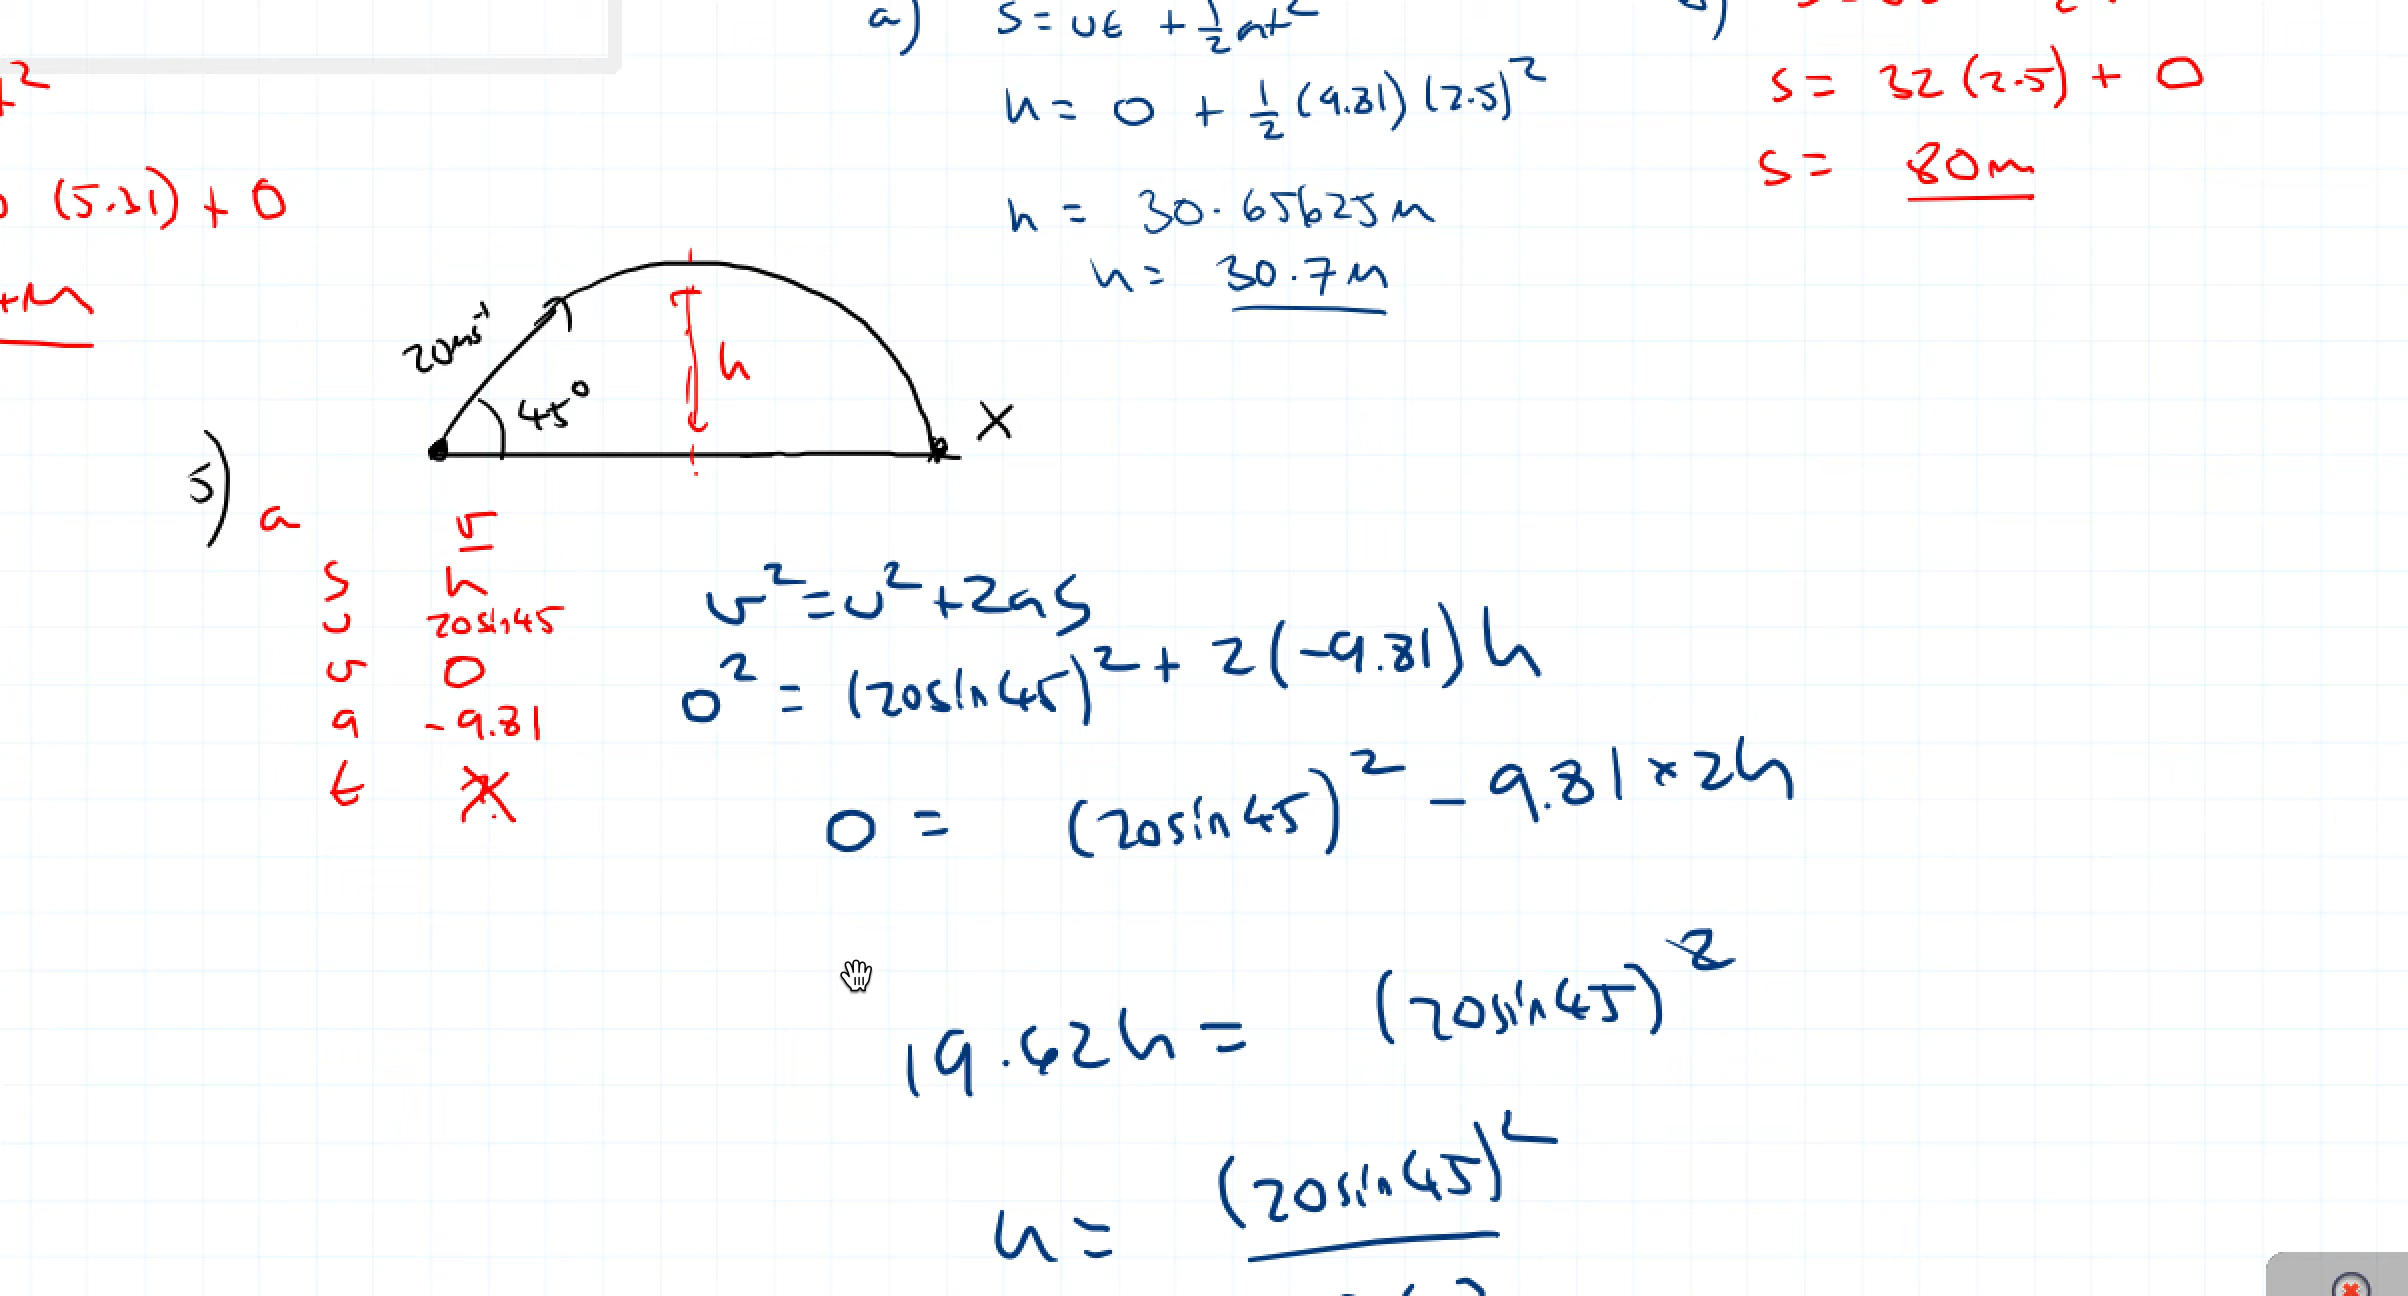 a) s = ut + ½at²
h = 0 + ½(9.81)(2.5)²
h = 30.65625m
h = 30.7m
s = 32(2.5) + 0
s = 80m
(5.31) + 0
20ms⁻¹
45°
h
X
5)
a
v
s h
u 20sin45
v 0
a -9.81
t
v² = u² + 2as
0² = (20sin45)² + 2(-9.81)h
0 = (20sin45)² - 9.81×2h
19.62h = (20sin45)²
h = (20sin45)²